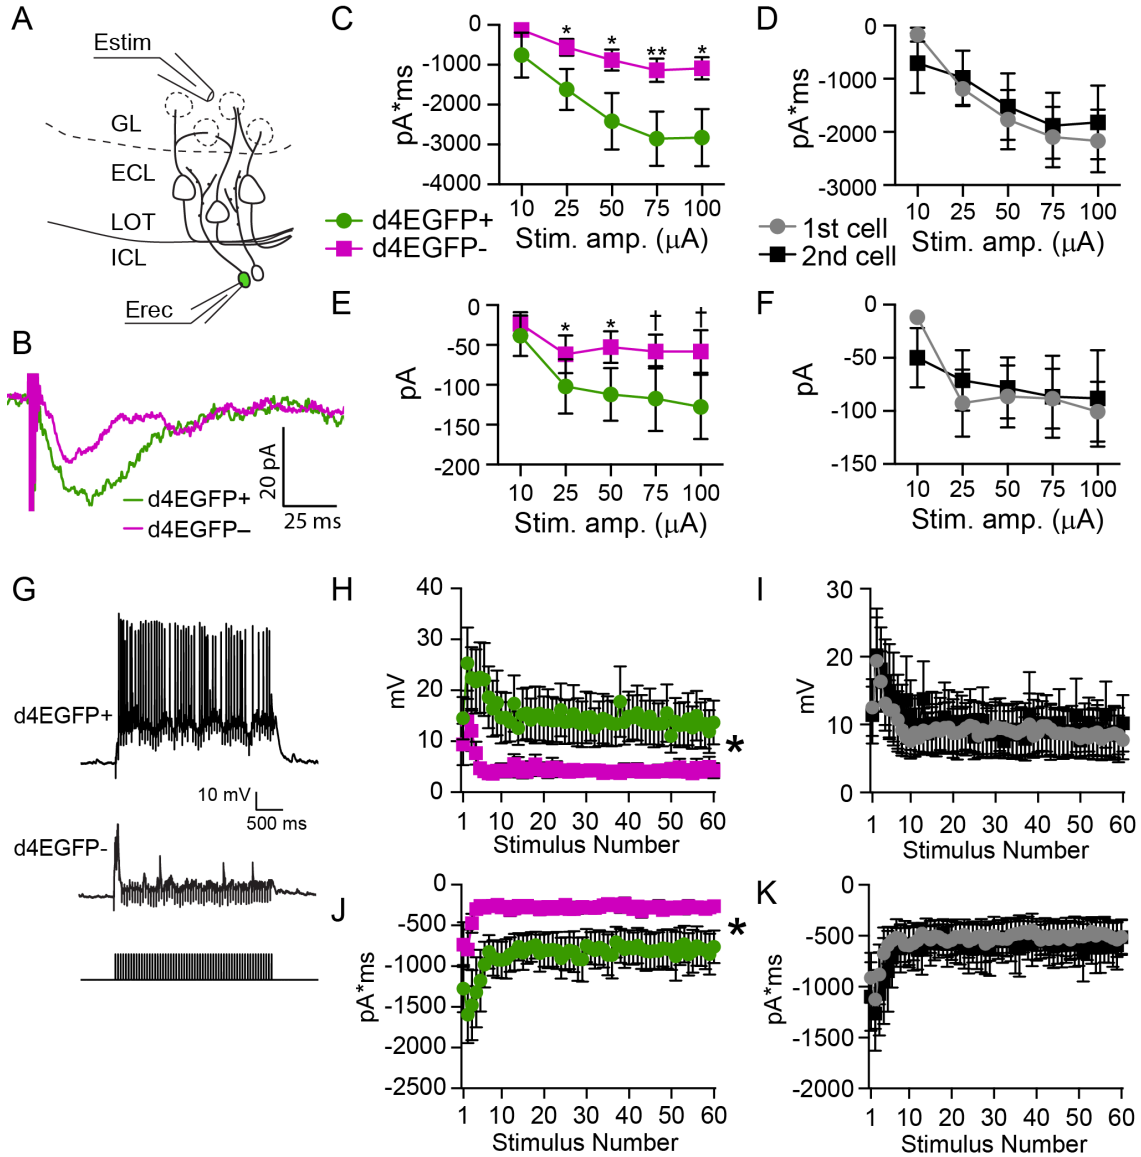 A
Estim
GL
ECL
LOT
ICL
Erec
B
20 pA
25 ms
d4EGFP+
d4EGFP–
C
0
-1000
-2000
-3000
-4000
pA*ms
* * ** *
10 25 50 75 100
Stim. amp. (μA)
d4EGFP+
d4EGFP-
D
0
-1000
-2000
-3000
pA*ms
10 25 50 75 100
Stim. amp. (μA)
1st cell
2nd cell
E
0
-50
-100
-150
-200
pA
* * † †
10 25 50 75 100
Stim. amp. (μA)
F
0
-50
-100
-150
pA
10 25 50 75 100
Stim. amp. (μA)
G
d4EGFP+
10 mV
500 ms
d4EGFP-
H
40
30
20
10
0
mV
*
1 10 20 30 40 50 60
Stimulus Number
I
30
20
10
0
mV
1 10 20 30 40 50 60
Stimulus Number
J
0
-500
-1000
-1500
-2000
-2500
pA*ms
*
1 10 20 30 40 50 60
Stimulus Number
K
0
-500
-1000
-1500
-2000
pA*ms
1 10 20 30 40 50 60
Stimulus Number